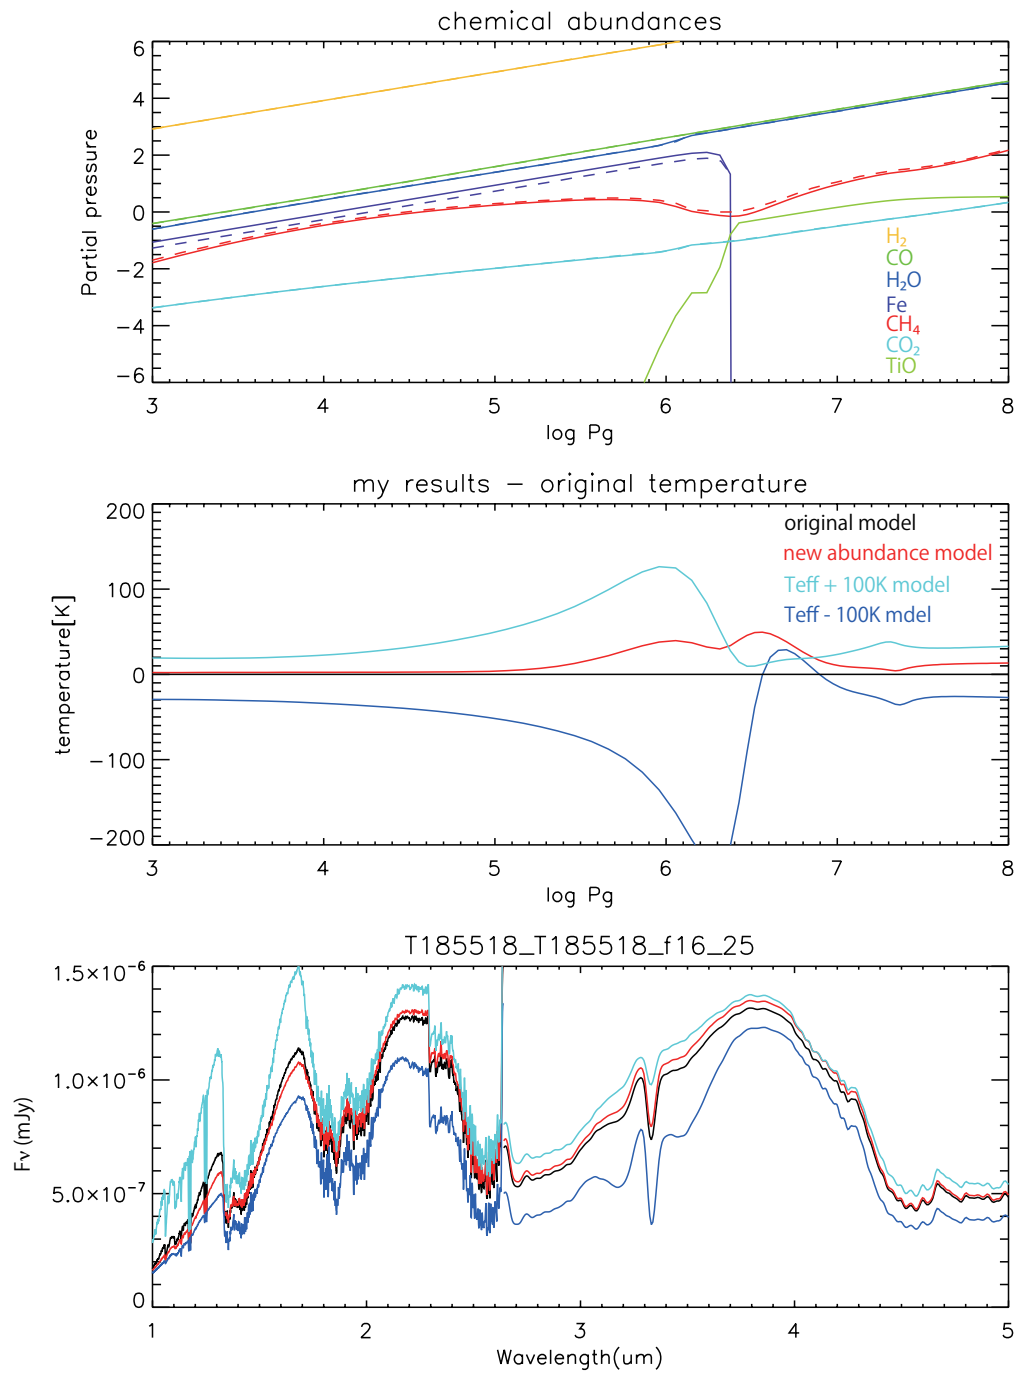 chemical abundances
6
4
2
0
−2
−4
−6
Partial pressure
H₂
CO
H₂O
Fe
CH₄
CO₂
TiO
3 4 5 6 7 8
log Pg
my results − original temperature
200
100
0
−100
−200
temperature[K]
original model
new abundance model
Teff + 100K model
Teff - 100K mdel
3 4 5 6 7 8
log Pg
T185518_T185518_f16_25
1.5×10⁻⁶
1.0×10⁻⁶
5.0×10⁻⁷
0
Fν (mJy)
1 2 3 4 5
Wavelength(um)